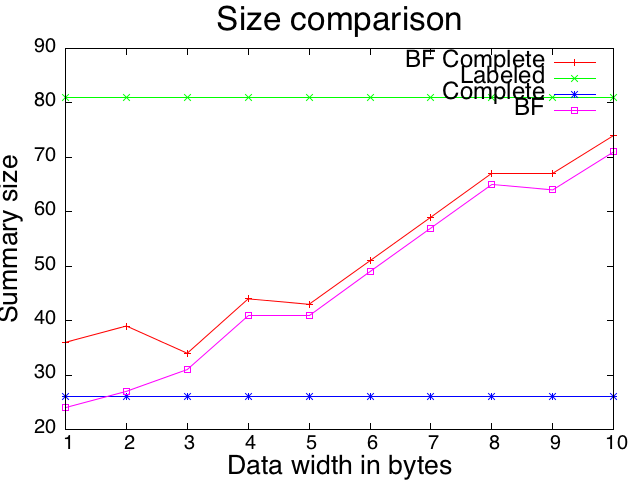 Size comparison
90
80
70
60
50
40
30
20
Summary size
BF Complete
Labeled
Complete
BF
1 2 3 4 5 6 7 8 9 10
Data width in bytes